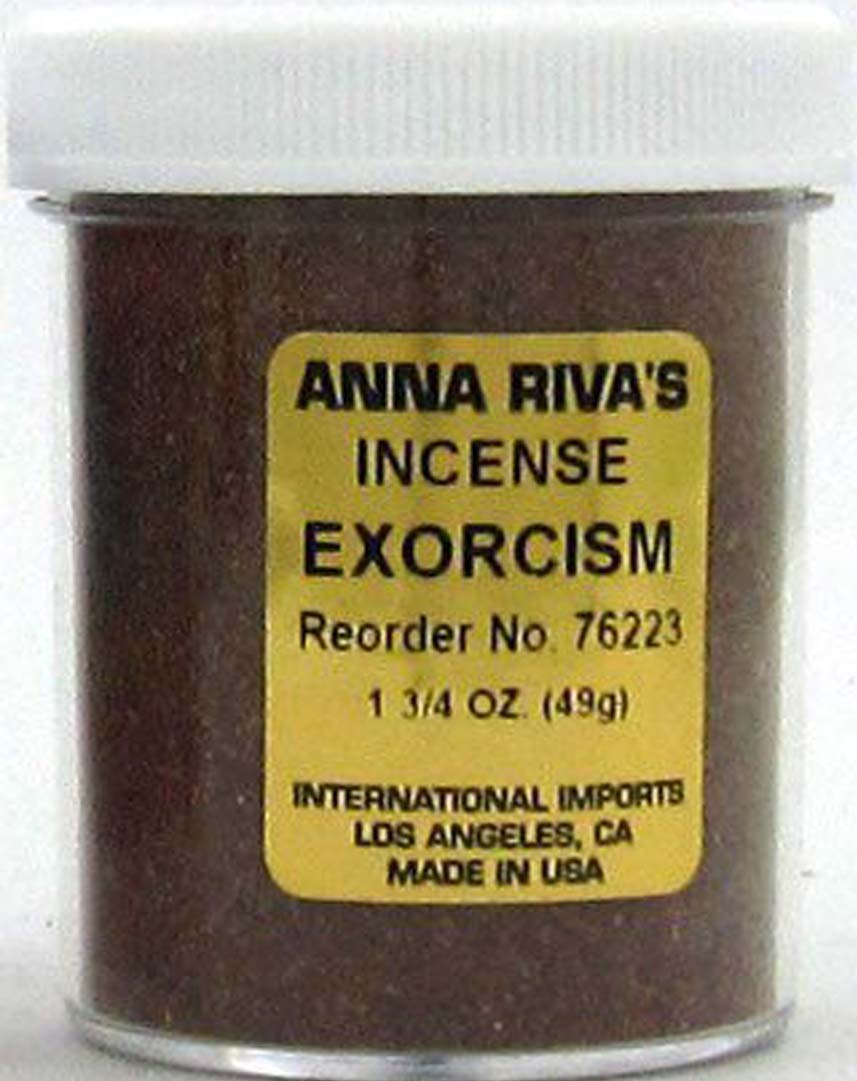 ANNA RIVA'S
INCENSE
EXORCISM
Reorder No. 76223
1 3/4 OZ. (49g)
INTERNATIONAL IMPORTS
LOS ANGELES, CA
MADE IN USA